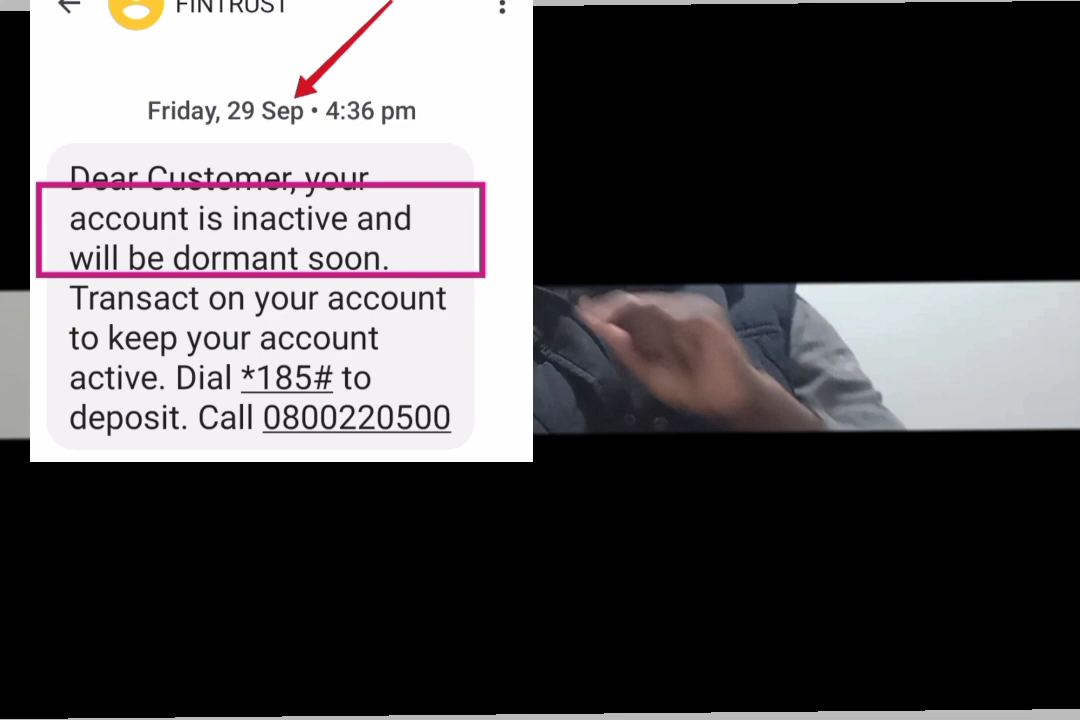 FINTRUST
Friday, 29 Sep • 4:36 pm
Dear Customer, your
account is inactive and
will be dormant soon.
Transact on your account
to keep your account
active. Dial *185# to
deposit. Call 0800220500